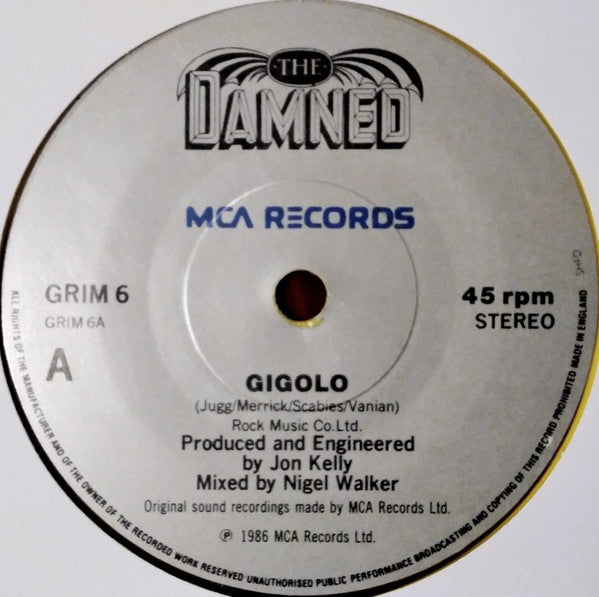 THE
DAMNED
MCA RECORDS
GRIM 6
GRIM 6A
A
45 rpm
STEREO
GIGOLO
(Jugg/Merrick/Scabies/Vanian)
Rock Music Co.Ltd.
Produced and Engineered
by Jon Kelly
Mixed by Nigel Walker
Original sound recordings made by MCA Records Ltd.
℗ 1986 MCA Records Ltd.
ALL RIGHTS OF THE MANUFACTURER AND OF THE OWNER OF THE RECORDED WORK RESERVED UNAUTHORISED PUBLIC PERFORMANCE BROADCASTING AND COPYING OF THIS RECORD PROHIBITED MADE IN ENGLAND